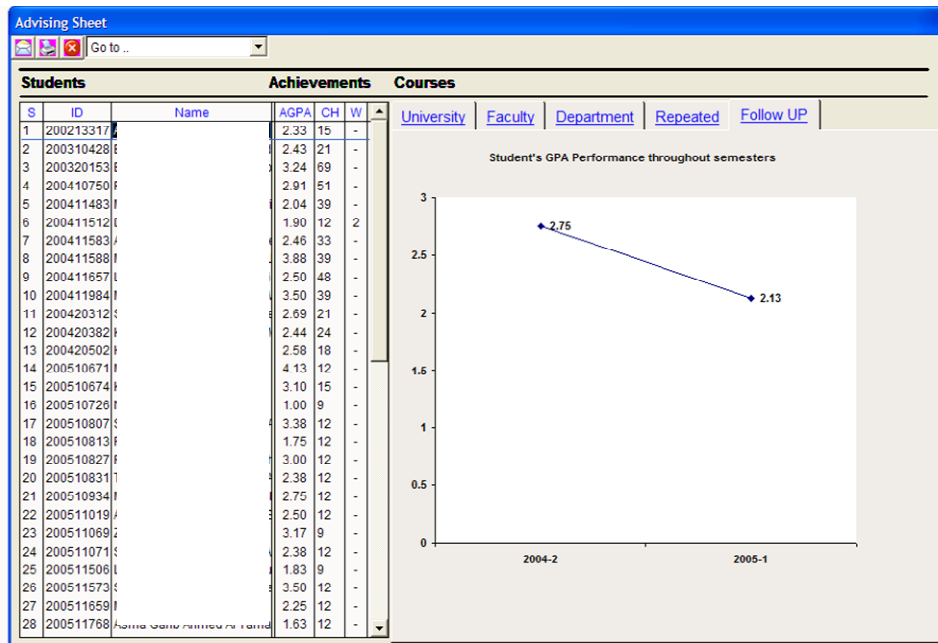 Advising Sheet
Go to ..
Students Achievements Courses
S ID Name AGPA CH W
University Faculty Department Repeated Follow UP
1 200213317 2.33 15 -
2 200310428 2.43 21 -
3 200320153 3.24 69 -
4 200410750 2.91 51 -
5 200411483 2.04 39 -
6 200411512 1.90 12 2
7 200411583 2.46 33 -
8 200411588 3.88 39 -
9 200411657 2.50 48 -
10 200411984 3.50 39 -
11 200420312 2.69 21 -
12 200420382 2.44 24 -
13 200420502 2.58 18 -
14 200510671 4.13 12 -
15 200510674 3.10 15 -
16 200510726 1.00 9 -
17 200510807 3.38 12 -
18 200510813 1.75 12 -
19 200510827 3.00 12 -
20 200510831 2.38 12 -
21 200510934 2.75 12 -
22 200511019 2.50 12 -
23 200511069 3.17 9 -
24 200511071 2.38 12 -
25 200511506 1.83 9 -
26 200511573 3.50 12 -
27 200511659 2.25 12 -
28 200511768 1.63 12 -
Student's GPA Performance throughout semesters
3
2.75
2.5
2.13
2
1.5
1
0.5
0
2004-2 2005-1